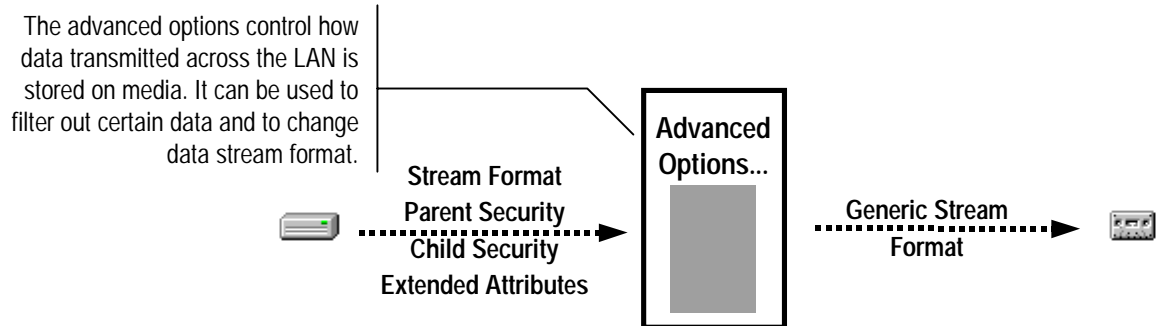 The advanced options control how
data transmitted across the LAN is
stored on media. It can be used to
filter out certain data and to change
data stream format.
Stream Format
Parent Security
Child Security
Extended Attributes
Advanced
Options...
Generic Stream
Format